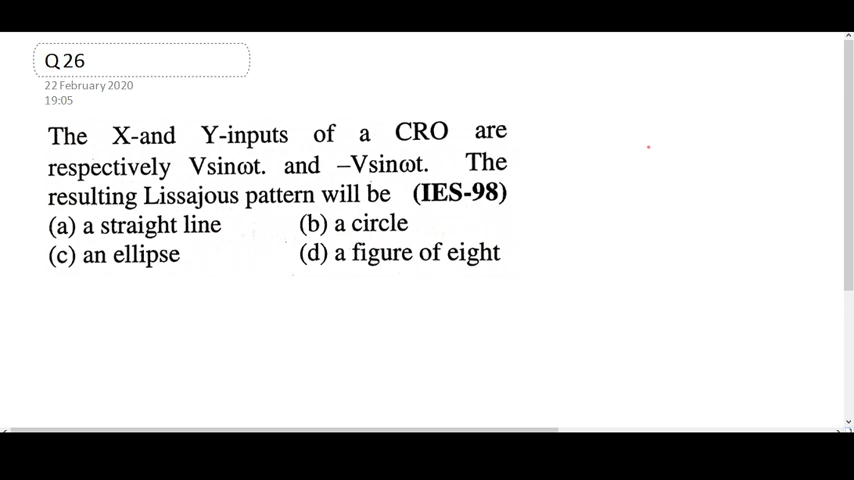 Q 26
22 February 2020
19:05
The X-and Y-inputs of a CRO are
respectively Vsinωt. and –Vsinωt. The
resulting Lissajous pattern will be (IES-98)
(a) a straight line (b) a circle
(c) an ellipse (d) a figure of eight